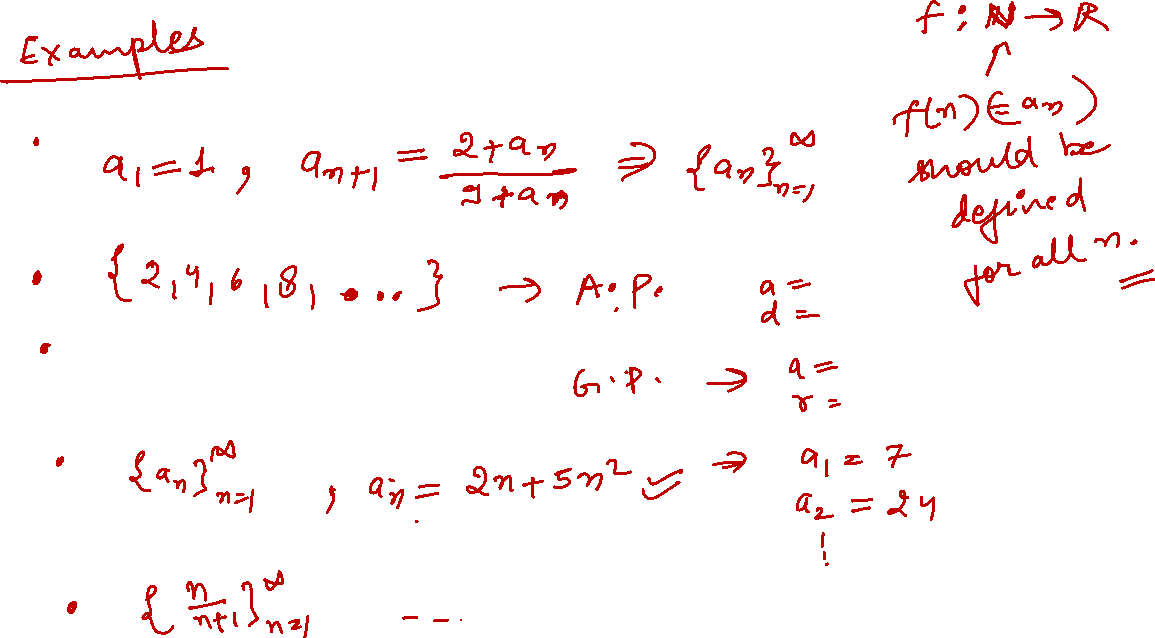 Examples
f : N → R
f(n) (= aₙ)
should be
defined
for all n.
• a₁ = 1, aₙ₊₁ = (2 + aₙ)/(9 + aₙ) ⇒ {aₙ}ₙ₌₁^∞
• {2, 4, 6, 8, ....} → A.P. a =
d =
• G.P. → a =
r =
• {aₙ}ₙ₌₁^∞, aₙ = 2n + 5n² ✓ → a₁ = 7
a₂ = 24
⋮
• {n/(n+1)}ₙ₌₁^∞ ---